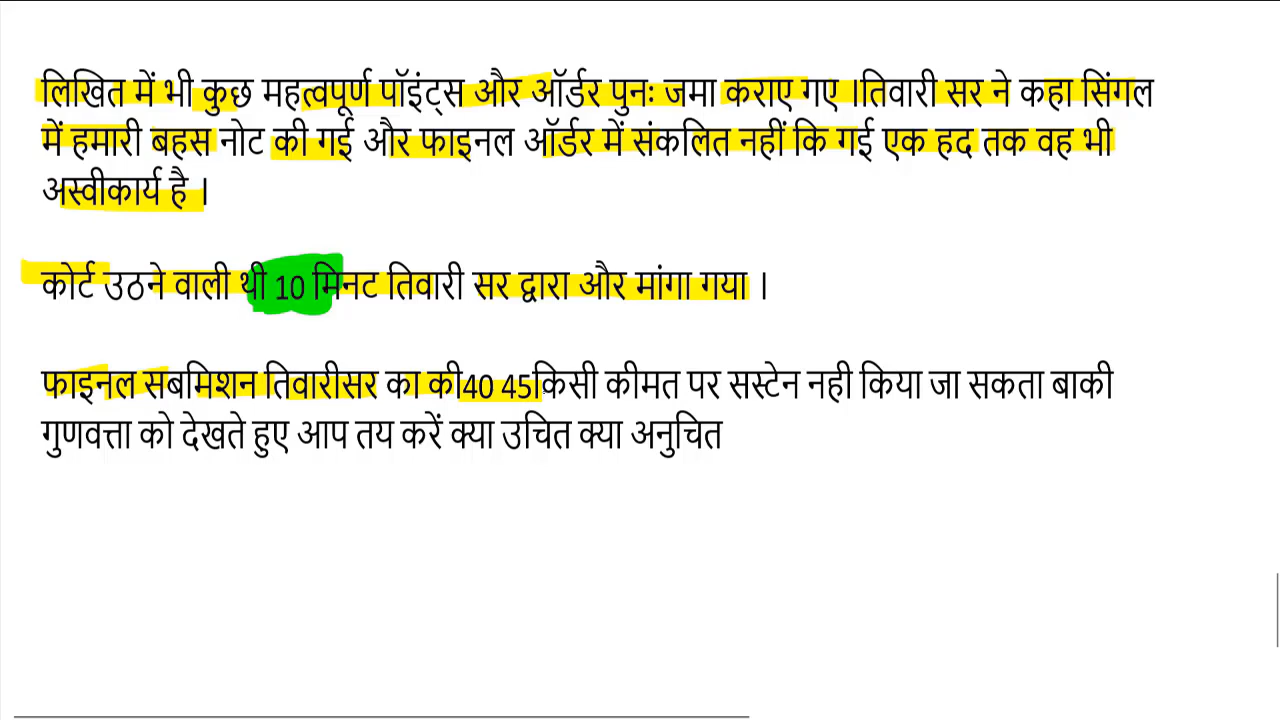 लिखित में भी कुछ महत्वपूर्ण पॉइंट्स और ऑर्डर पुनः जमा कराए गए ।तिवारी सर ने कहा सिंगल
में हमारी बहस नोट की गई और फाइनल ऑर्डर में संकलित नहीं कि गई एक हद तक वह भी
अस्वीकार्य है ।
कोर्ट उठने वाली थी 10 मिनट तिवारी सर द्वारा और मांगा गया ।
फाइनल सबमिशन तिवारीसर का की40 45किसी कीमत पर सस्टेन नही किया जा सकता बाकी
गुणवत्ता को देखते हुए आप तय करें क्या उचित क्या अनुचित